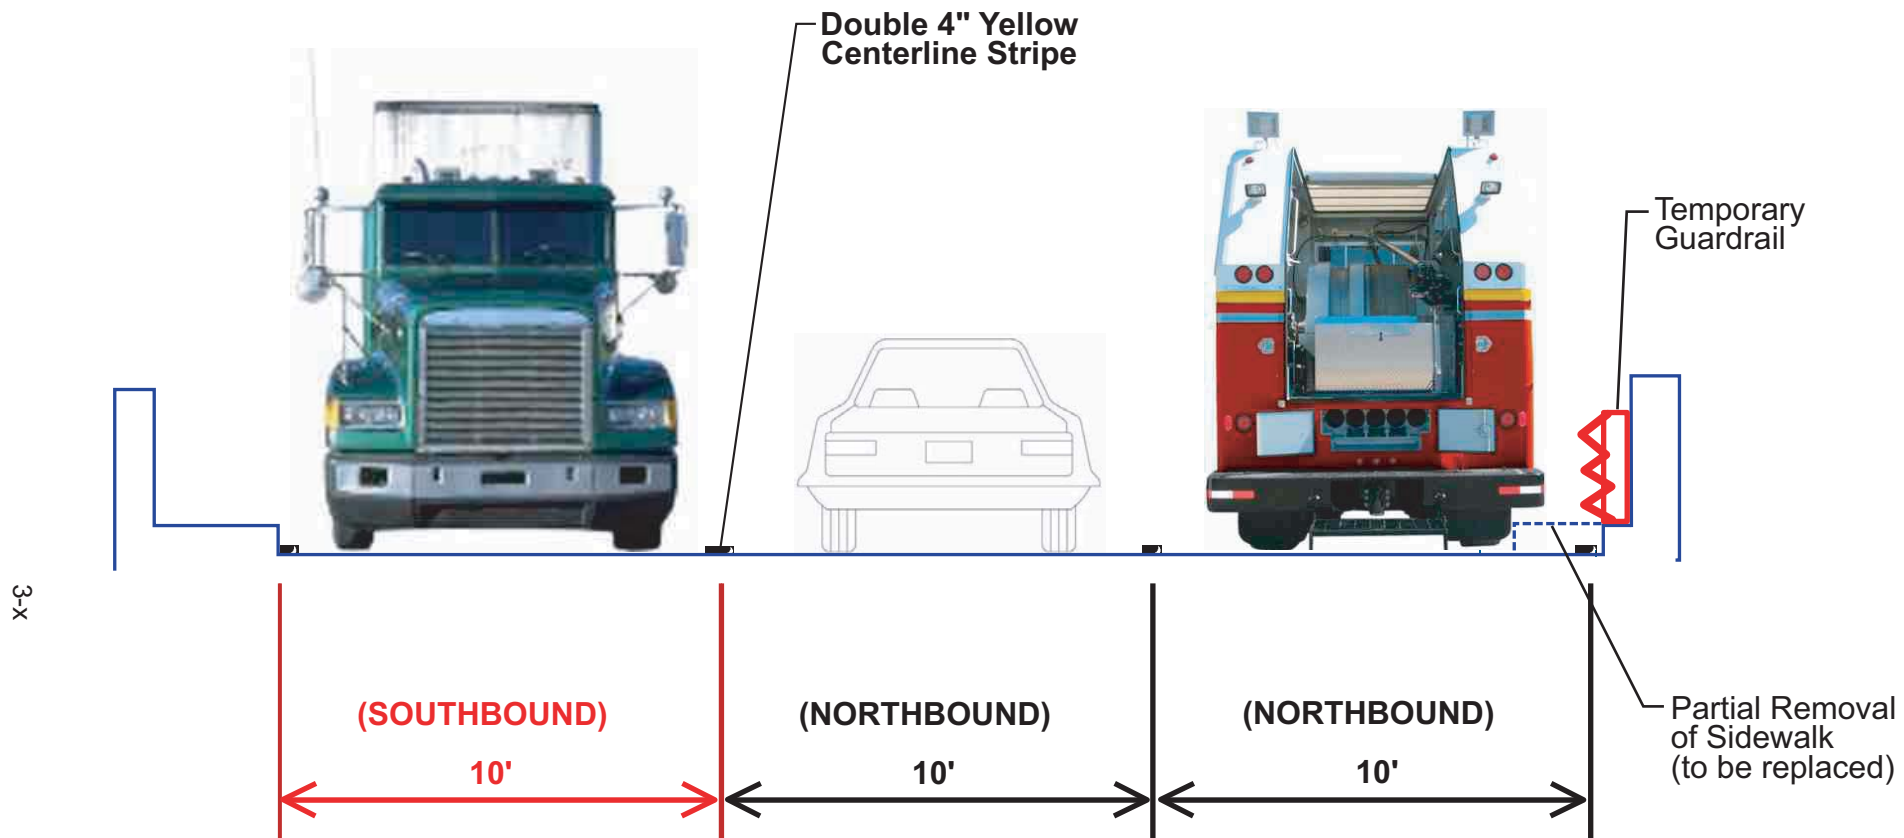 Double 4" Yellow
Centerline Stripe
Temporary
Guardrail
3-x
(SOUTHBOUND)
(NORTHBOUND)
(NORTHBOUND)
10'
10'
10'
Partial Removal
of Sidewalk
(to be replaced)